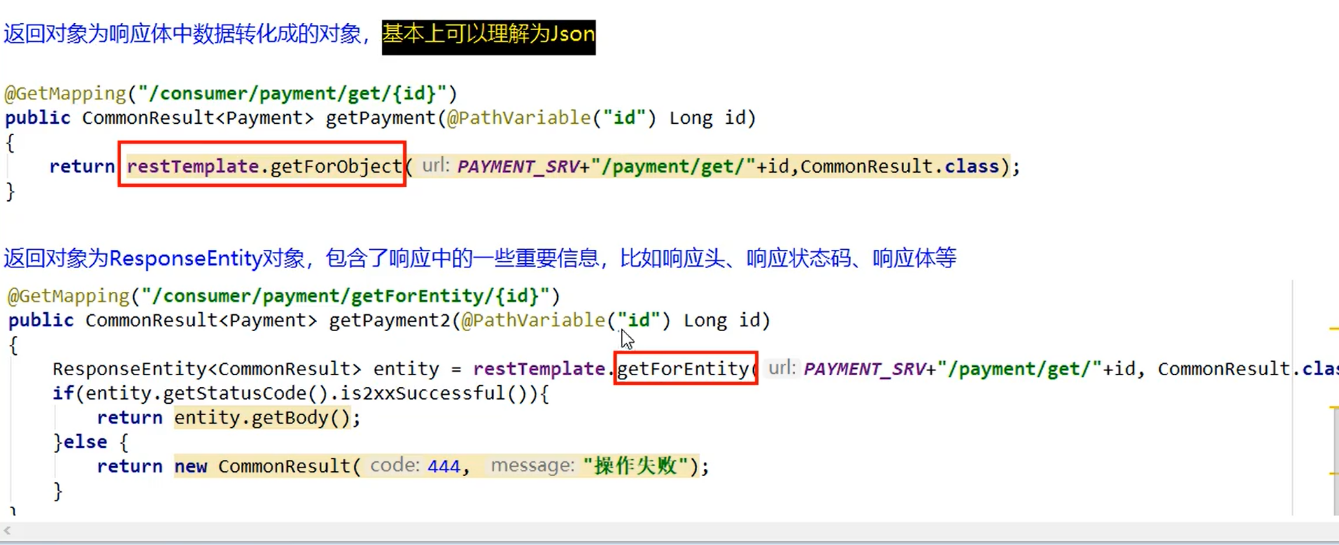 返回对象为响应体中数据转化成的对象，基本上可以理解为Json
@GetMapping("/consumer/payment/get/{id}")
public CommonResult<Payment> getPayment(@PathVariable("id") Long id)
{
return restTemplate.getForObject( url: PAYMENT_SRV+"/payment/get/"+id,CommonResult.class);
}
返回对象为ResponseEntity对象，包含了响应中的一些重要信息，比如响应头、响应状态码、响应体等
@GetMapping("/consumer/payment/getForEntity/{id}")
public CommonResult<Payment> getPayment2(@PathVariable("id") Long id)
{
ResponseEntity<CommonResult> entity = restTemplate.getForEntity( url: PAYMENT_SRV+"/payment/get/"+id, CommonResult.clas
if(entity.getStatusCode().is2xxSuccessful()){
return entity.getBody();
}else {
return new CommonResult( code: 444, message: "操作失败");
}
}